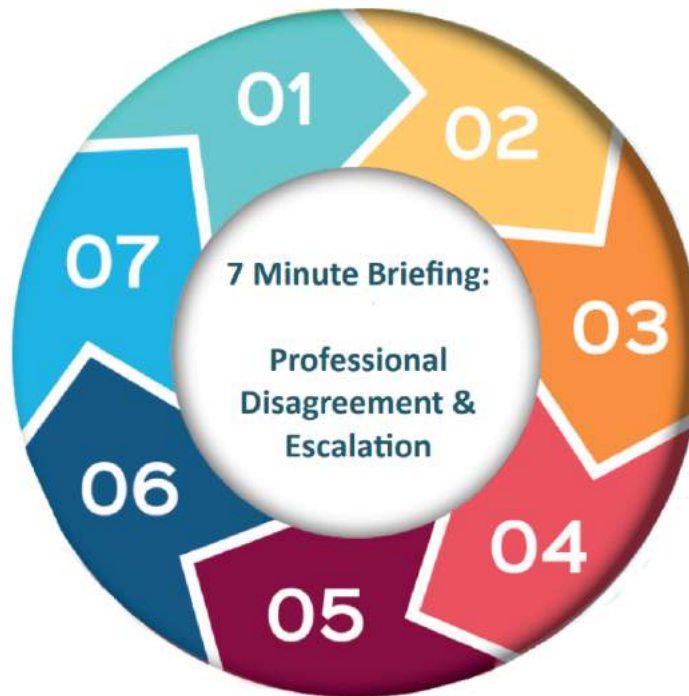 01
02
03
04
05
06
07
7 Minute Briefing:
Professional
Disagreement &
Escalation